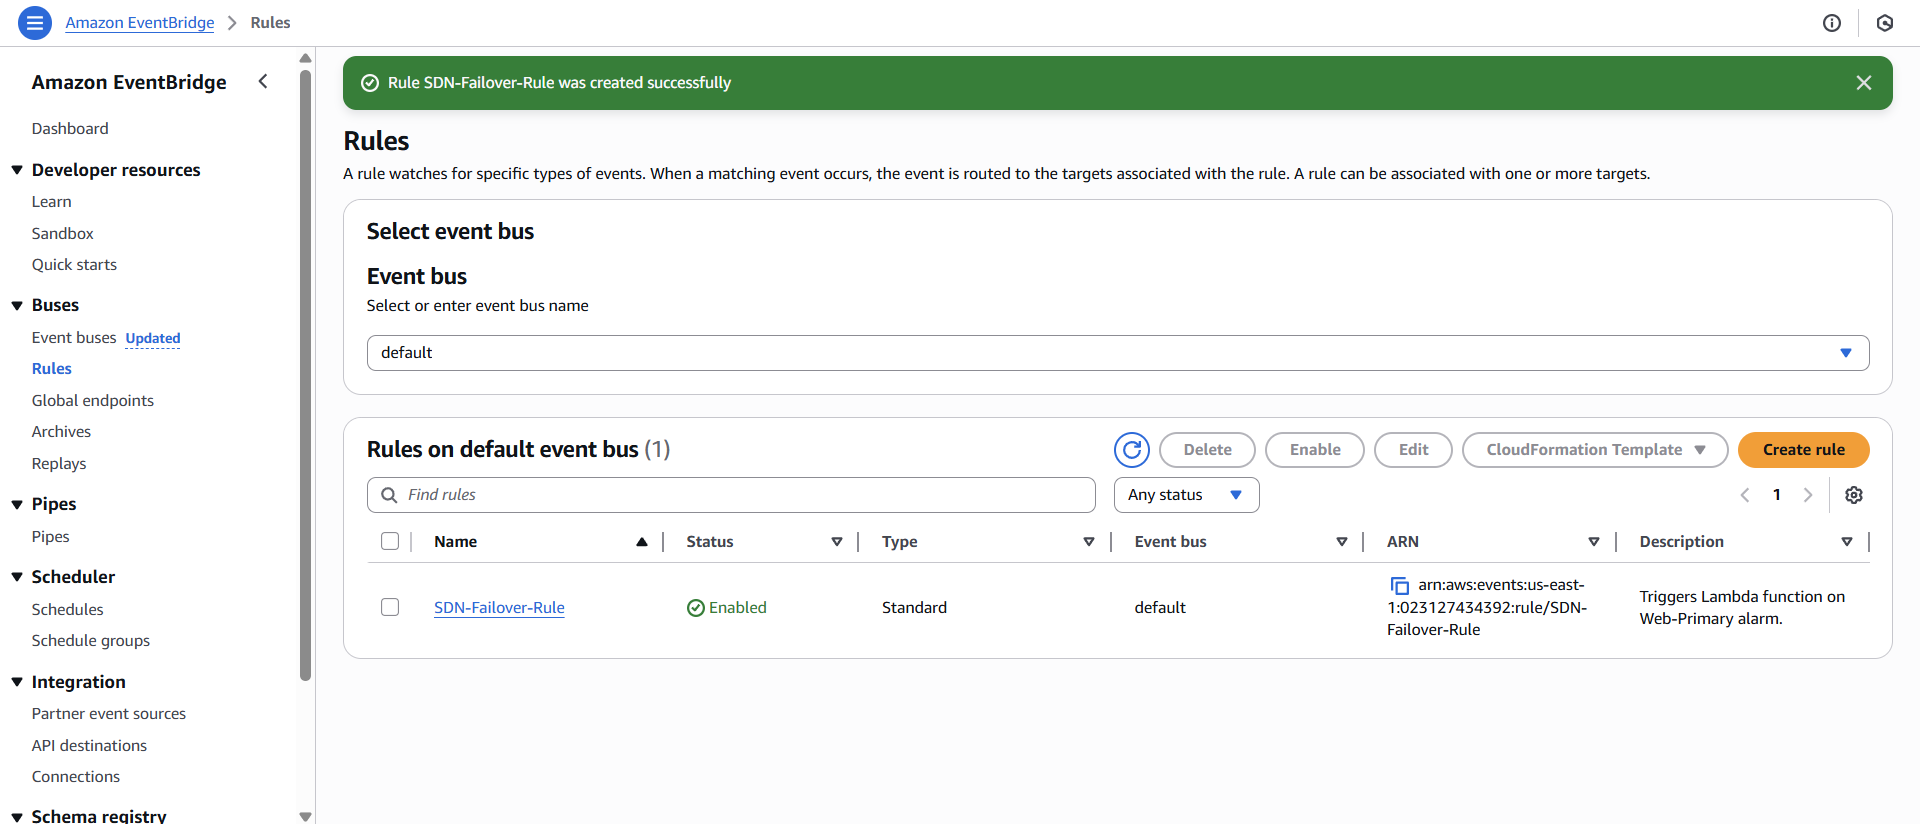 Amazon EventBridge > Rules
Amazon EventBridge
Dashboard
Developer resources
Learn
Sandbox
Quick starts
Buses
Event buses Updated
Rules
Global endpoints
Archives
Replays
Pipes
Pipes
Scheduler
Schedules
Schedule groups
Integration
Partner event sources
API destinations
Connections
Schema registry
Rule SDN-Failover-Rule was created successfully
Rules
A rule watches for specific types of events. When a matching event occurs, the event is routed to the targets associated with the rule. A rule can be associated with one or more targets.
Select event bus
Event bus
Select or enter event bus name
default
Rules on default event bus (1)
Delete
Enable
Edit
CloudFormation Template
Create rule
Find rules
Any status
1
Name Status Type Event bus ARN Description
SDN-Failover-Rule
Enabled
Standard
default
arn:aws:events:us-east-
1:023127434392:rule/SDN-
Failover-Rule
Triggers Lambda function on
Web-Primary alarm.